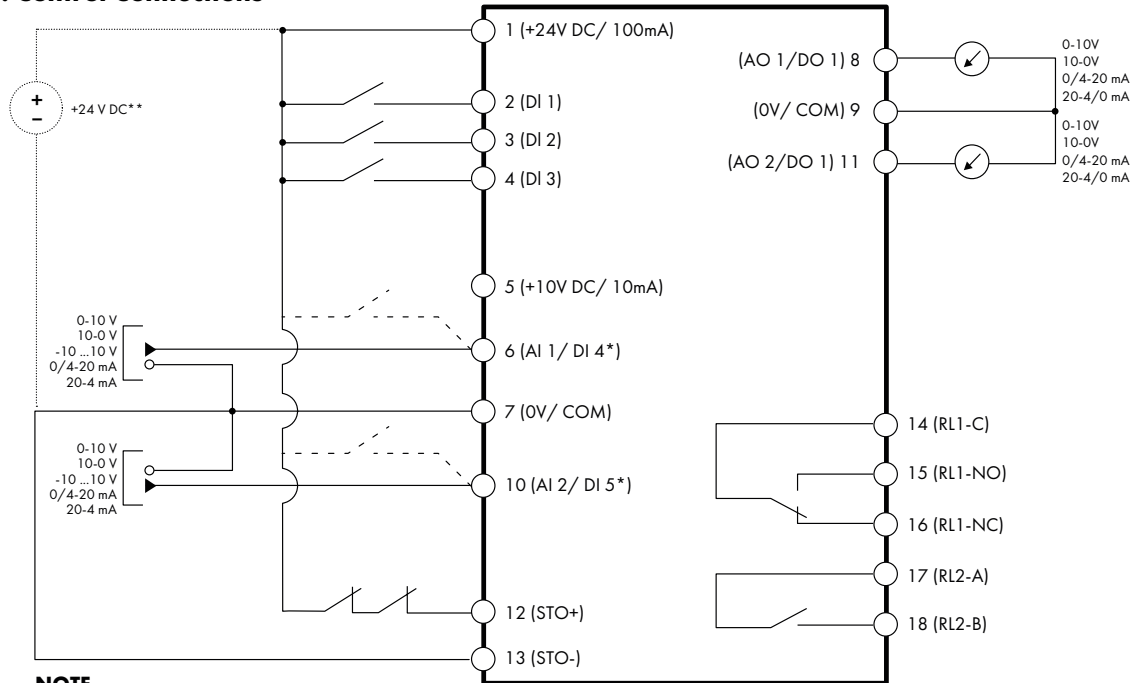 1 (+24V DC/ 100mA)
+
−
+24 V DC**
2 (DI 1)
3 (DI 2)
4 (DI 3)
5 (+10V DC/ 10mA)
0-10 V
10-0 V
-10 ...10 V
0/4-20 mA
20-4 mA
6 (AI 1/ DI 4*)
7 (0V/ COM)
0-10 V
10-0 V
-10 ...10 V
0/4-20 mA
20-4 mA
10 (AI 2/ DI 5*)
12 (STO+)
13 (STO-)
(AO 1/DO 1) 8
0-10V
10-0V
0/4-20 mA
20-4/0 mA
(0V/ COM) 9
0-10V
10-0V
0/4-20 mA
20-4/0 mA
(AO 2/DO 1) 11
14 (RL1-C)
15 (RL1-NO)
16 (RL1-NC)
17 (RL2-A)
18 (RL2-B)
NOTE